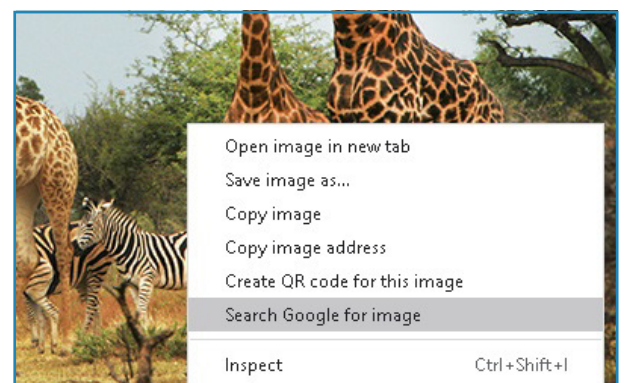 Open image in new tab
Save image as...
Copy image
Copy image address
Create QR code for this image
Search Google for image
Inspect Ctrl+Shift+I